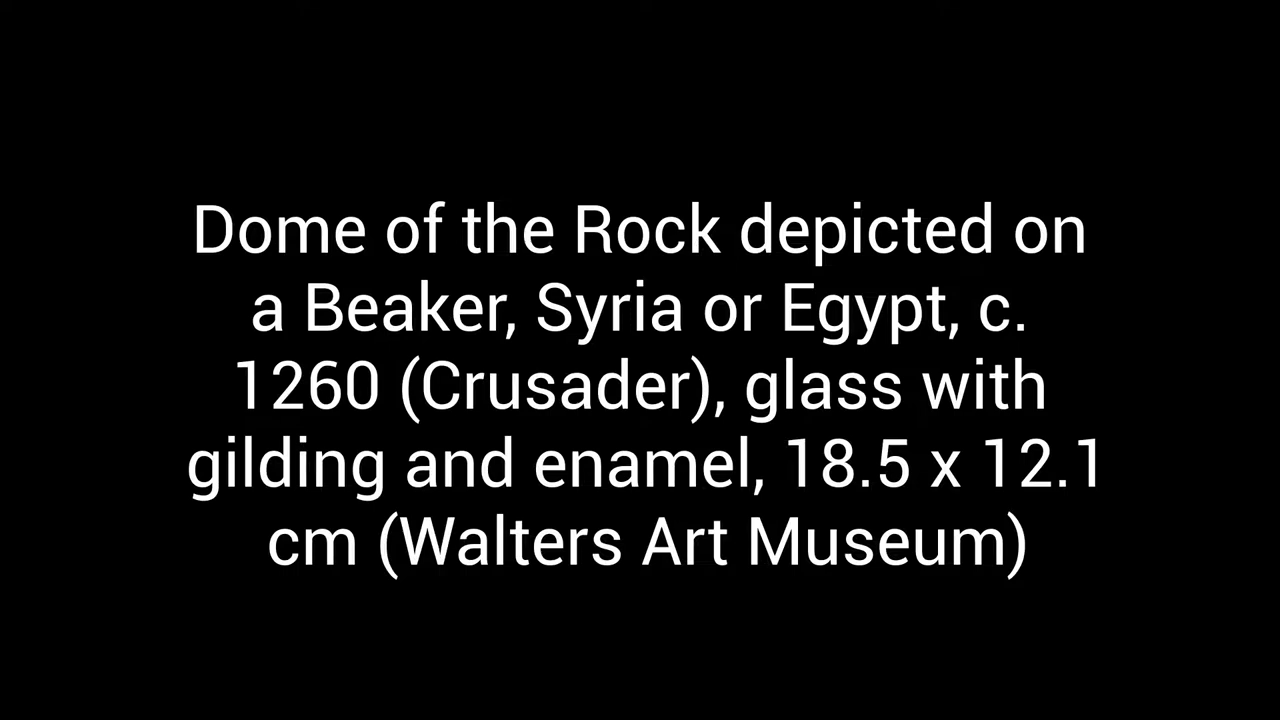 Dome of the Rock depicted on
a Beaker, Syria or Egypt, c.
1260 (Crusader), glass with
gilding and enamel, 18.5 x 12.1
cm (Walters Art Museum)